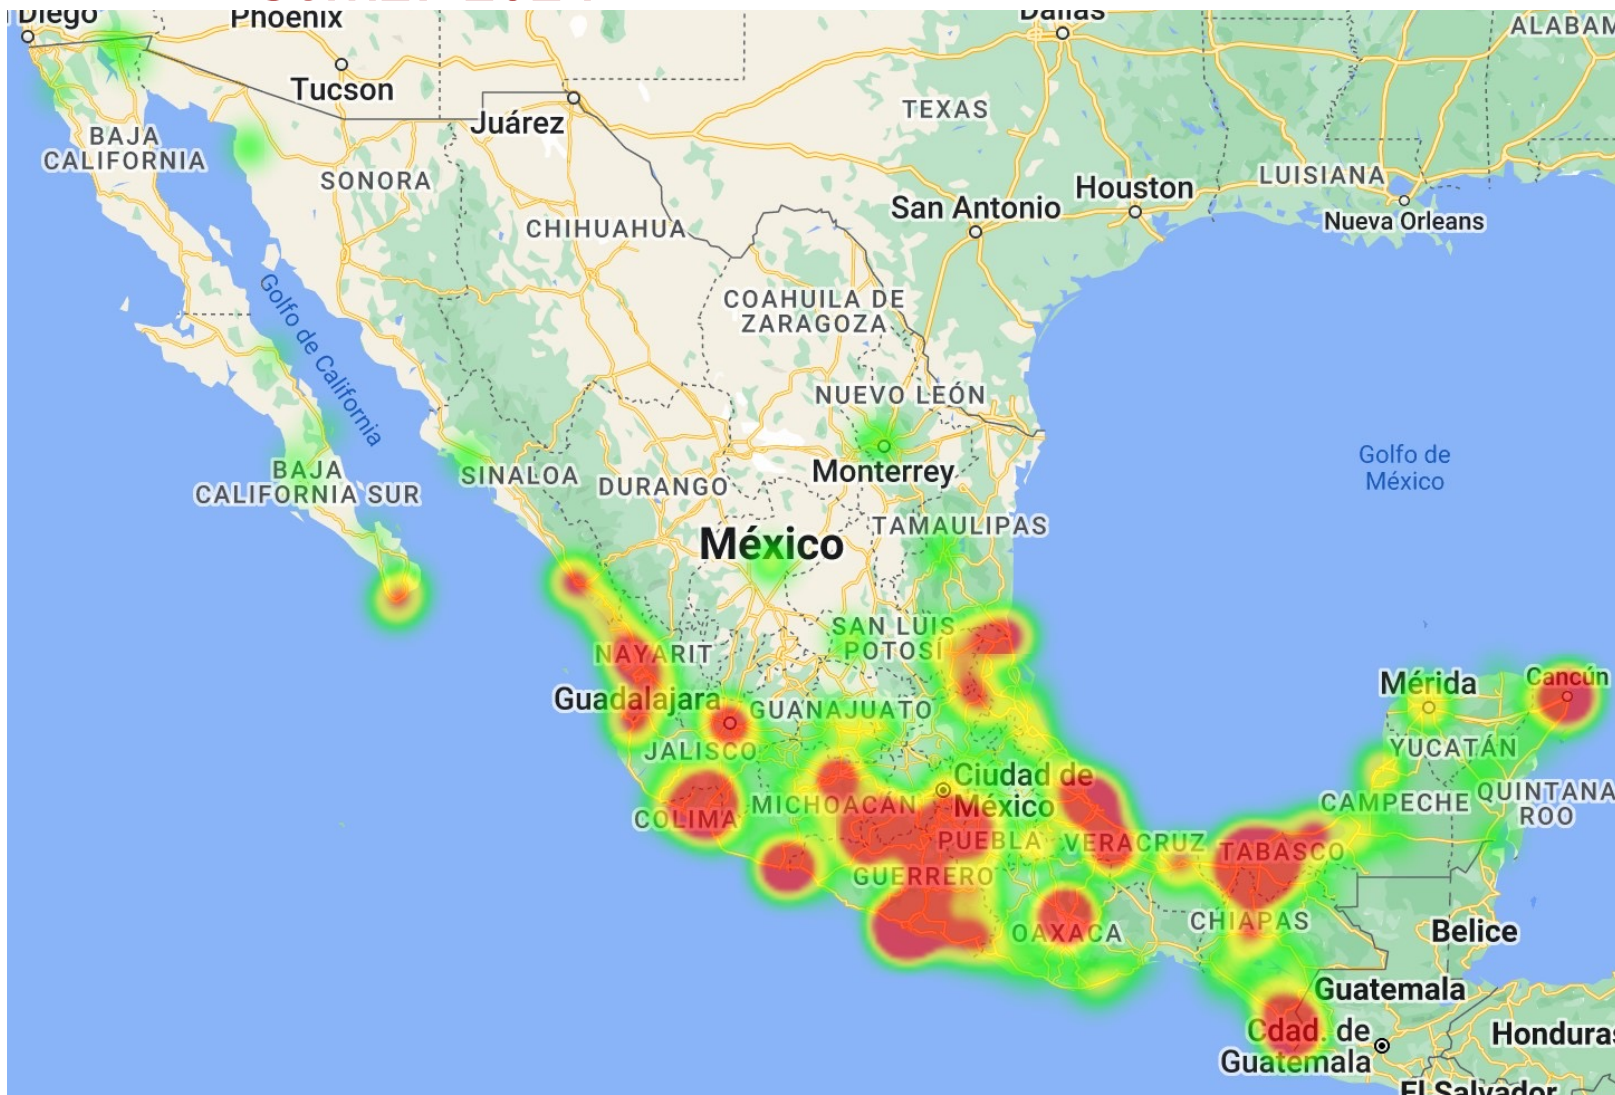 Diego
Phoenix
Dallas
ALABAM
Tucson
Juárez
TEXAS
BAJA
CALIFORNIA
SONORA
LUISIANA
Houston
San Antonio
Nueva Orleans
CHIHUAHUA
COAHUILA DE
ZARAGOZA
Golfo de California
NUEVO LEÓN
Golfo de
México
BAJA
CALIFORNIA SUR
SINALOA
DURANGO
Monterrey
TAMAULIPAS
México
SAN LUIS
POTOSÍ
NAYARIT
Guadalajara
GUANAJUATO
JALISCO
Mérida
Cancún
YUCATÁN
Ciudad de
México
COLIMA
MICHOACÁN
PUEBLA
VERACRUZ
TABASCO
CAMPECHE
QUINTANA
ROO
GUERRERO
OAXACA
CHIAPAS
Belice
Guatemala
Cdad. de
Guatemala
Honduras
El Salvador